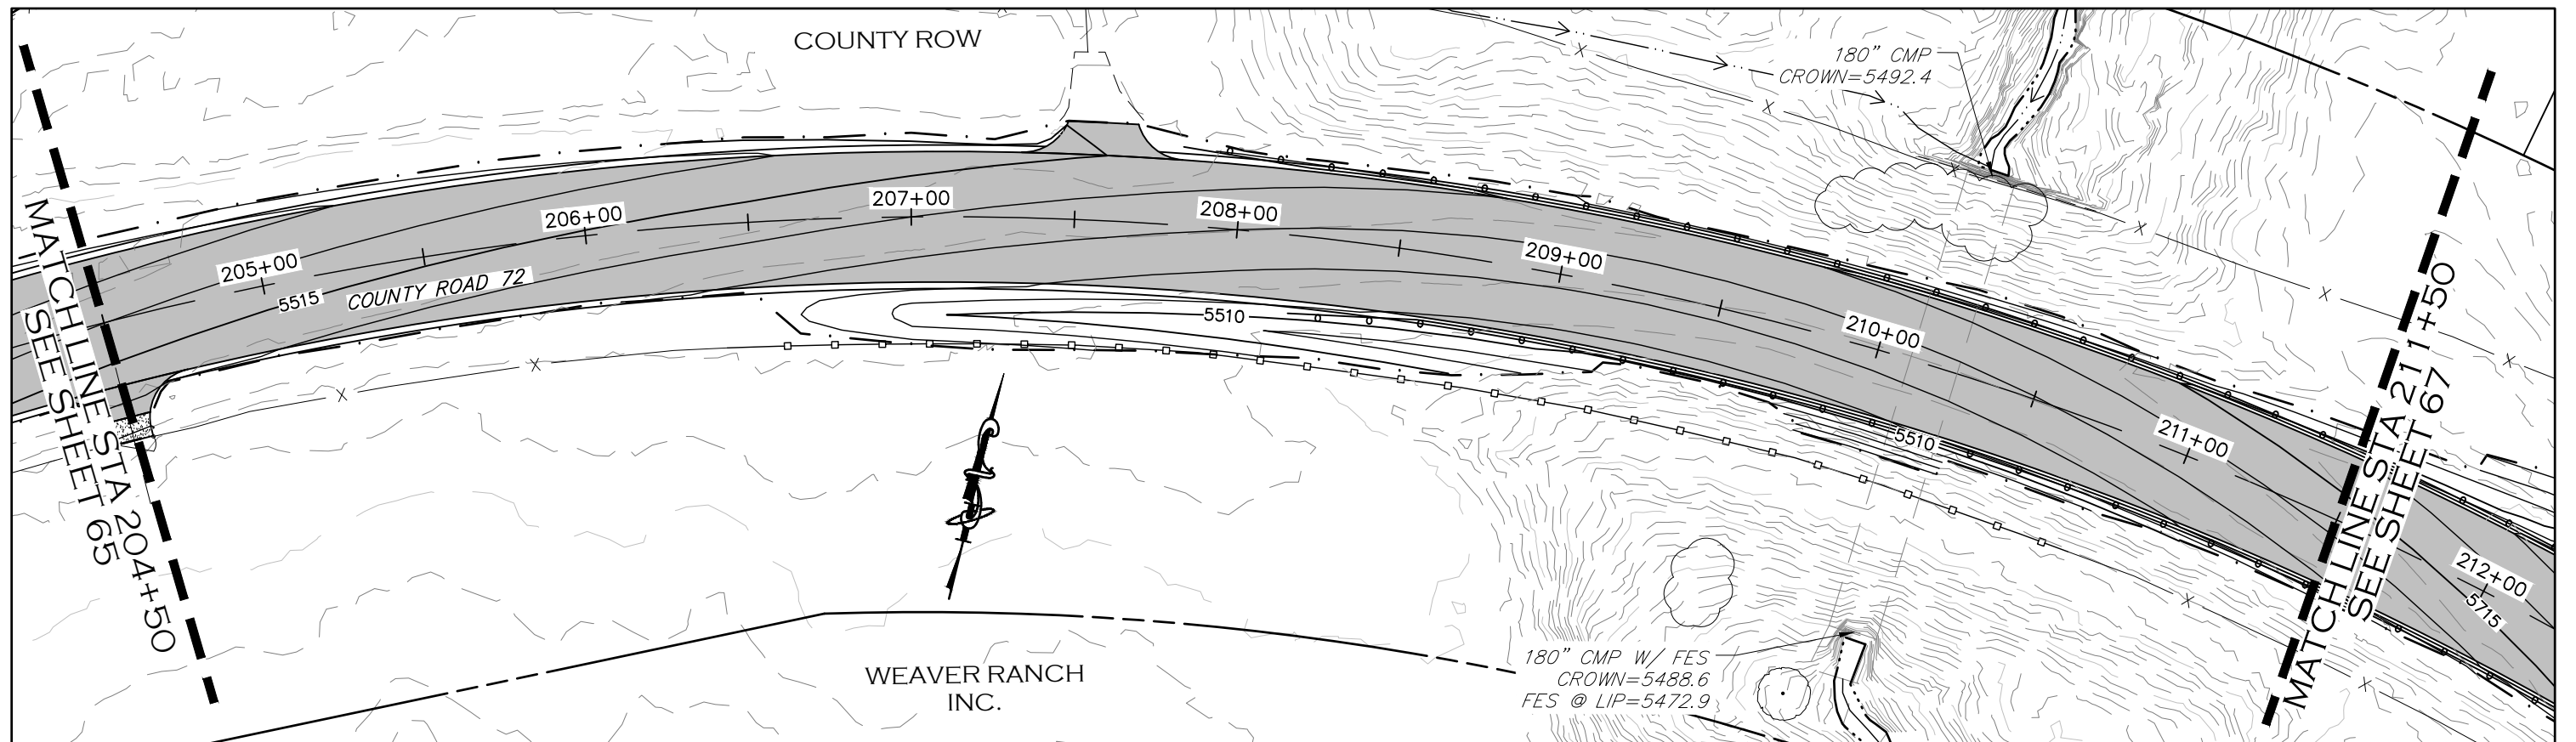 COUNTY ROW
180" CMP
CROWN=5492.4
207+00
206+00
208+00
205+00
209+00
5515
COUNTY ROAD 72
5510
210+00
5510
211+00
212+00
5715
MATCH LINE STA 204+50
SEE SHEET 65
MATCH LINE STA 211+50
SEE SHEET 67
180" CMP W/ FES
CROWN=5488.6
FES @ LIP=5472.9
WEAVER RANCH
INC.